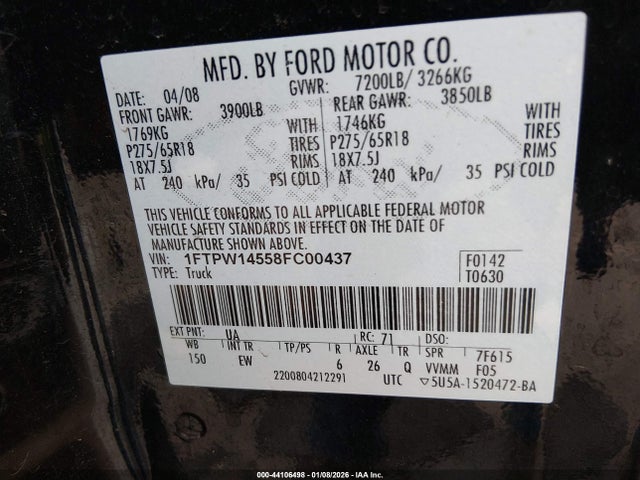 MFD. BY FORD MOTOR CO.
DATE: 04/08 GVWR: 7200LB/ 3266KG
FRONT GAWR: 3900LB REAR GAWR: 3850LB
1769KG WITH 1746KG WITH
P275/65R18 TIRES P275/65R18 TIRES
18X7.5J RIMS 18X7.5J RIMS
AT 240 kPa/ 35 PSI COLD AT 240 kPa/ 35 PSI COLD
THIS VEHICLE CONFORMS TO ALL APPLICABLE FEDERAL MOTOR
VEHICLE SAFETY STANDARDS IN EFFECT ON THE DATE OF
MANUFACTURE SHOWN ABOVE.
VIN: 1FTPW14558FC00437 F0142
TYPE: Truck T0630
EXT PNT: UA RC: 71 DSO:
WB INT TR TP/PS R AXLE TR SPR 7F615
150 EW 6 26 Q VVMM F05
2200804212291 UTC ▽5U5A-1520472-BA
000-44106498 - 01/08/2026 - IAA Inc.